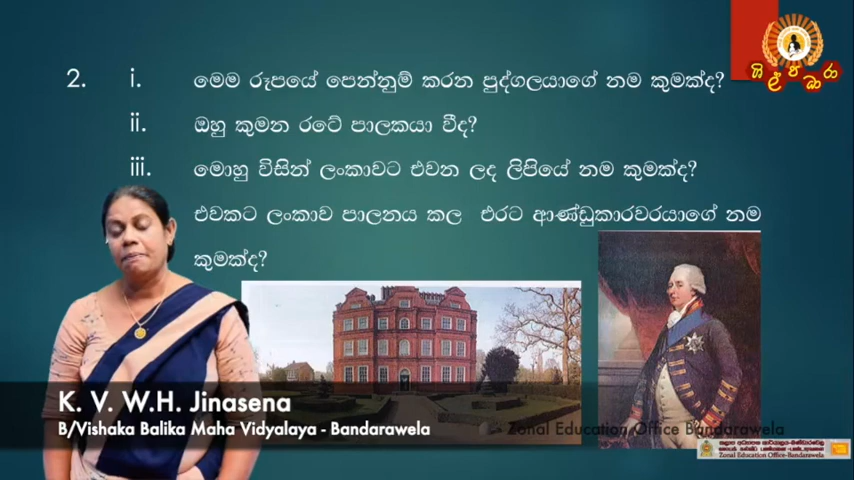 2. i. මෙම රූපයේ පෙන්නුම් කරන පුද්ගලයාගේ නම කුමක්ද?
ii. ඔහු කුමන රටේ පාලකයා වීද?
iii. මොහු විසින් ලංකාවට එවන ලද ලිපියේ නම කුමක්ද?
එවකට ලංකාව පාලනය කල එරට ආණ්ඩුකාරවරයාගේ නම
කුමක්ද?
ශිල්ප
ධාරා
K. V. W.H. Jinasena
B/Vishaka Balika Maha Vidyalaya - Bandarawela
Zonal Education Office Bandarawela
Zonal Education Office-Bandarawela